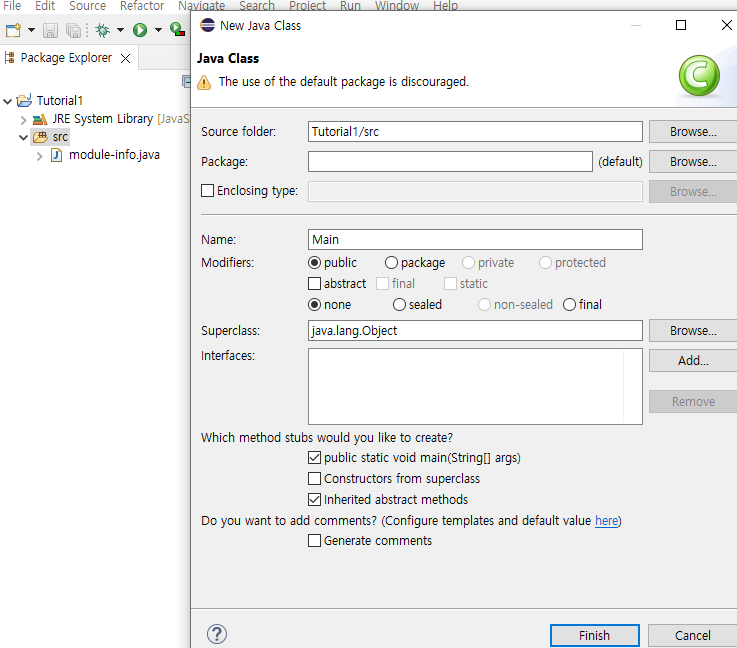 File Edit Source Refactor Navigate Search Project Run Window Help
New Java Class
Package Explorer
Java Class
The use of the default package is discouraged.
Tutorial1
JRE System Library [JavaS
src
module-info.java
Source folder: Tutorial1/src Browse...
Package: (default) Browse...
Enclosing type: Browse...
Name: Main
Modifiers: public package private protected
abstract final static
none sealed non-sealed final
Superclass: java.lang.Object Browse...
Interfaces: Add...
Remove
Which method stubs would you like to create?
public static void main(String[] args)
Constructors from superclass
Inherited abstract methods
Do you want to add comments? (Configure templates and default value here)
Generate comments
? Finish Cancel